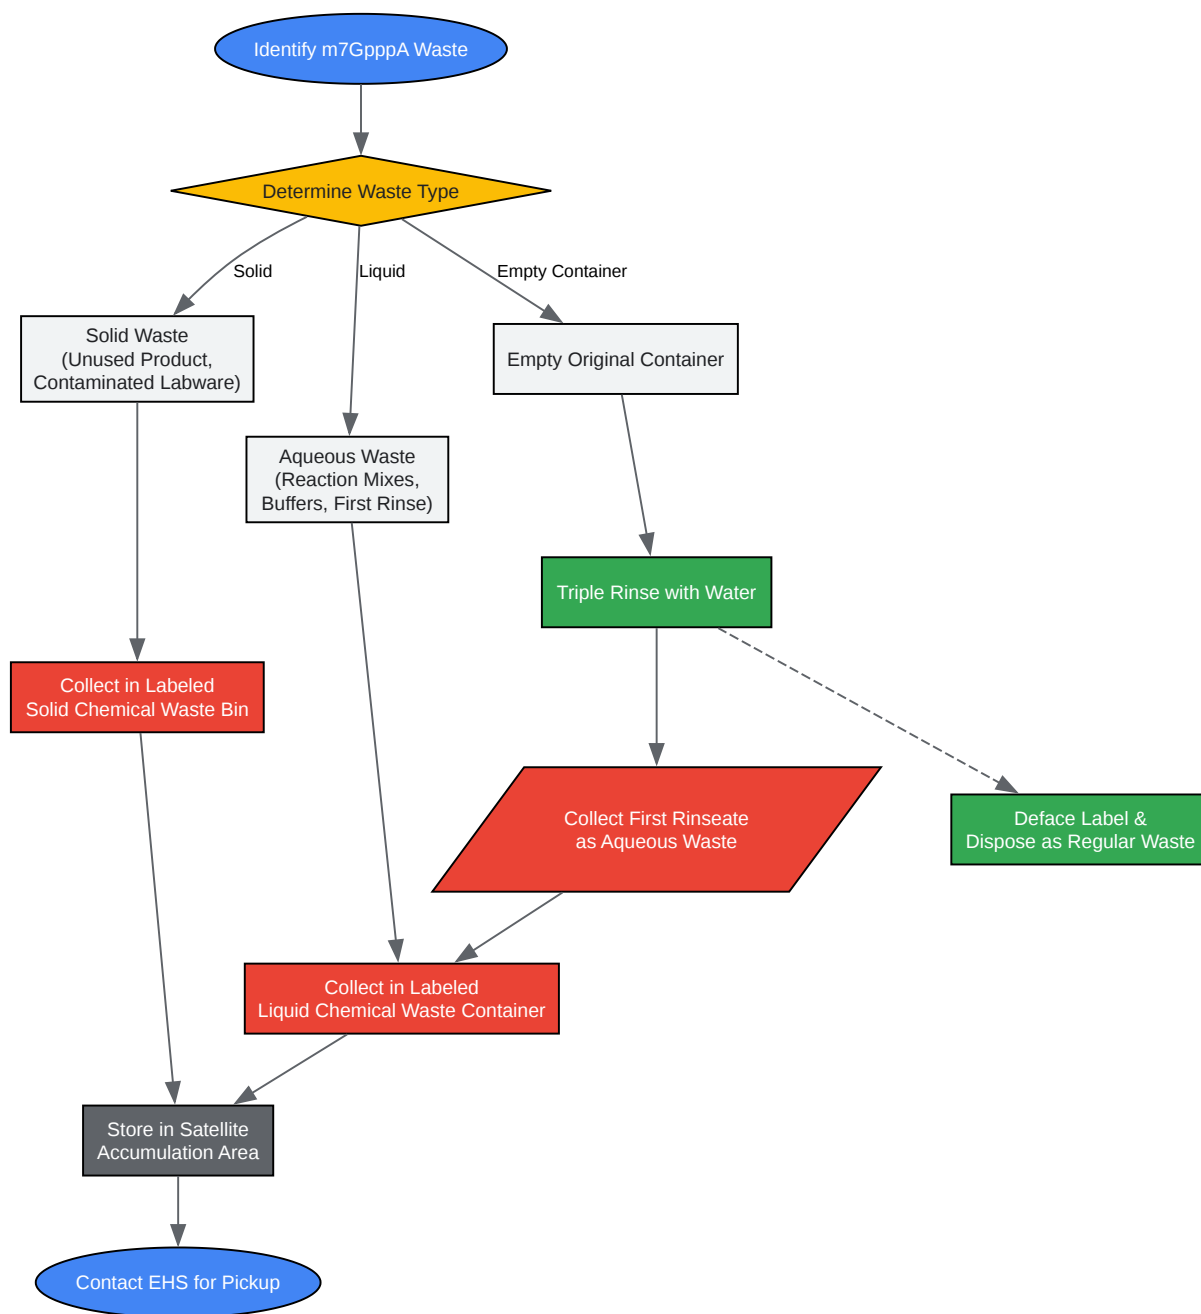 Identify m7GpppA Waste
Determine Waste Type
Solid
Liquid
Empty Container
Solid Waste
(Unused Product,
Contaminated Labware)
Empty Original Container
Aqueous Waste
(Reaction Mixes,
Buffers, First Rinse)
Triple Rinse with Water
Collect in Labeled
Solid Chemical Waste Bin
Collect First Rinseate
as Aqueous Waste
Deface Label &
Dispose as Regular Waste
Collect in Labeled
Liquid Chemical Waste Container
Store in Satellite
Accumulation Area
Contact EHS for Pickup